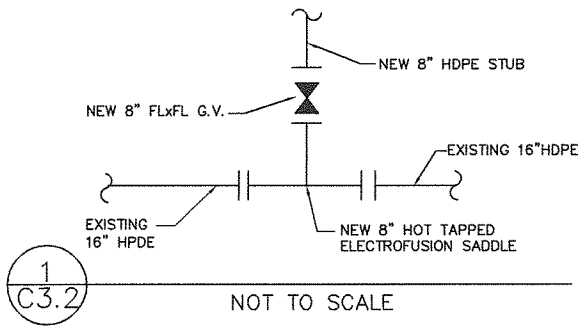 NEW 8" HDPE STUB
NEW 8" FLxFL G.V.
EXISTING 16"HDPE
EXISTING
16" HPDE
NEW 8" HOT TAPPED
ELECTROFUSION SADDLE
1
C3.2
NOT TO SCALE